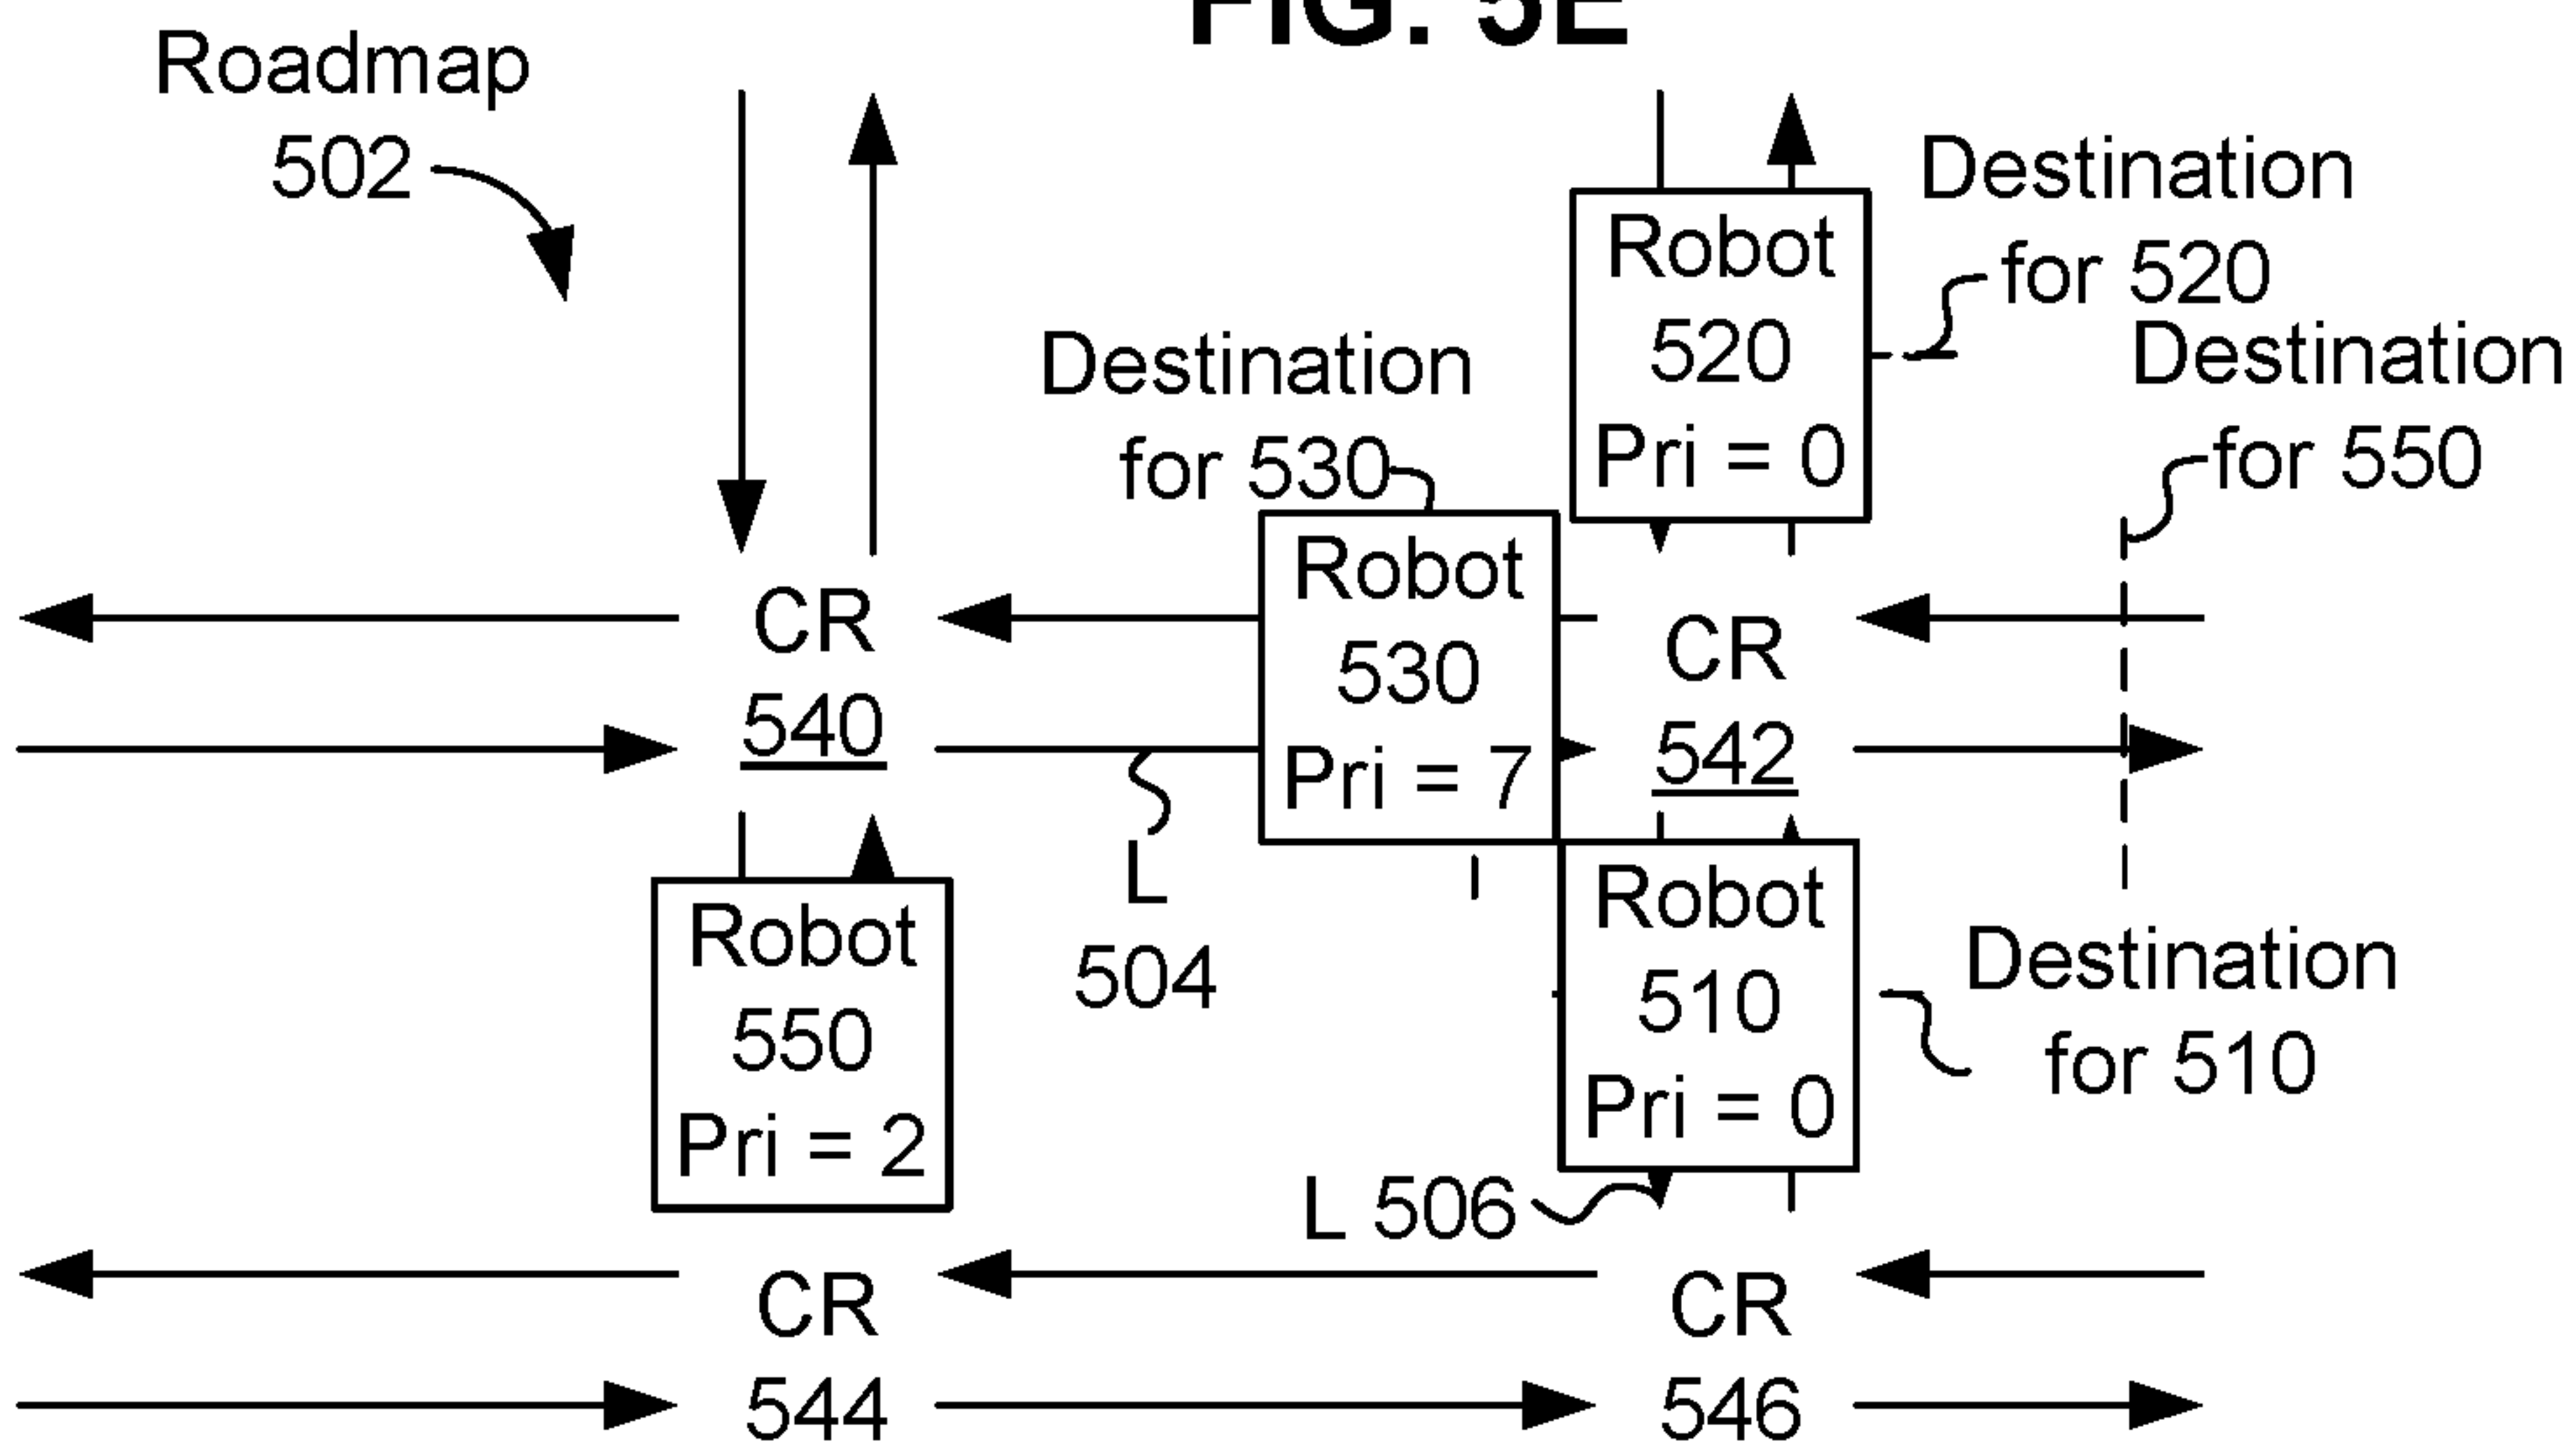 FIG. 5E
Roadmap
502
Destination
for 520
Robot
520
Pri = 0
Destination
for 550
Destination
for 530
Robot
530
Pri = 7
CR
540
CR
542
L
504
Robot
550
Pri = 2
Robot
510
Pri = 0
Destination
for 510
L 506
CR
544
CR
546